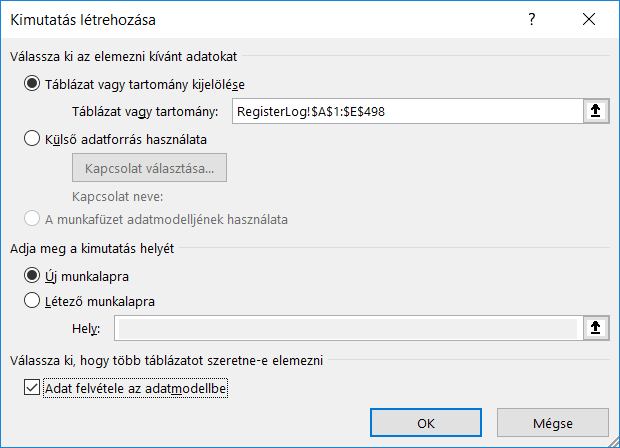 Kimutatás létrehozása
?
Válassza ki az elemezni kívánt adatokat
Táblázat vagy tartomány kijelölése
Táblázat vagy tartomány: RegisterLog!$A$1:$E$498
Külső adatforrás használata
Kapcsolat választása...
Kapcsolat neve:
A munkafüzet adatmodelljének használata
Adja meg a kimutatás helyét
Új munkalapra
Létező munkalapra
Hely:
Válassza ki, hogy több táblázatot szeretne-e elemezni
Adat felvétele az adatmodellbe
OK Mégse